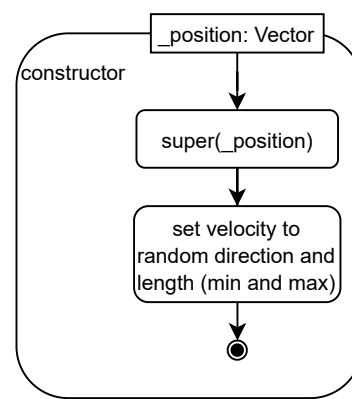 _position: Vector
constructor
super(_position)
set velocity to
random direction and
length (min and max)